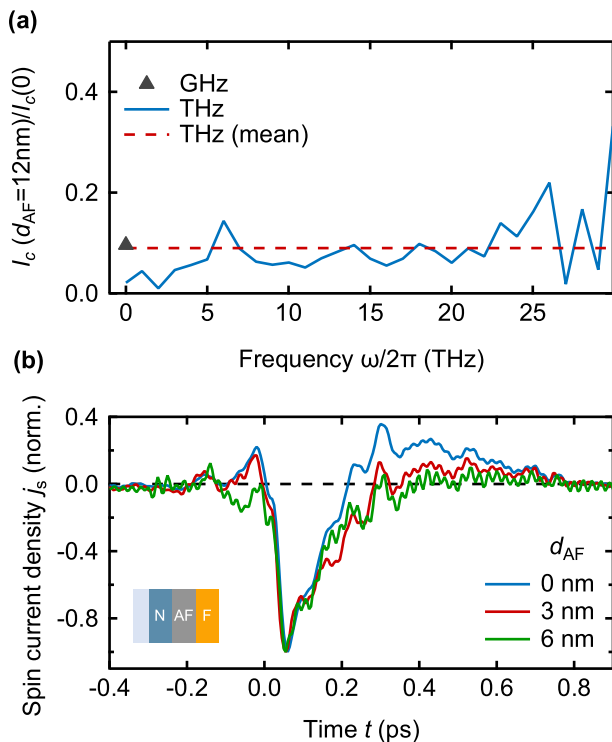 (a)
I_c (d_AF=12nm)/I_c(0)
0.4
0.2
0.0
GHz
THz
THz (mean)
0 5 10 15 20 25
Frequency ω/2π (THz)
(b)
Spin current density j_s (norm.)
0.4
0.0
-0.4
-0.8
N AF F
d_AF
0 nm
3 nm
6 nm
-0.4 -0.2 0.0 0.2 0.4 0.6 0.8
Time t (ps)